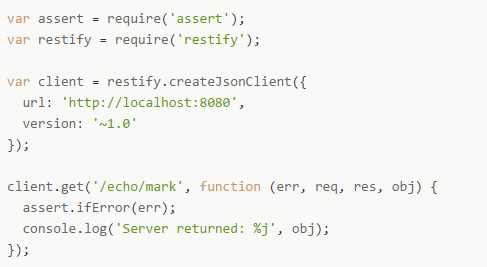 var assert = require('assert');
var restify = require('restify');

var client = restify.createJsonClient({
  url: 'http://localhost:8080',
  version: '~1.0'
});

client.get('/echo/mark', function (err, req, res, obj) {
  assert.ifError(err);
  console.log('Server returned: %j', obj);
});